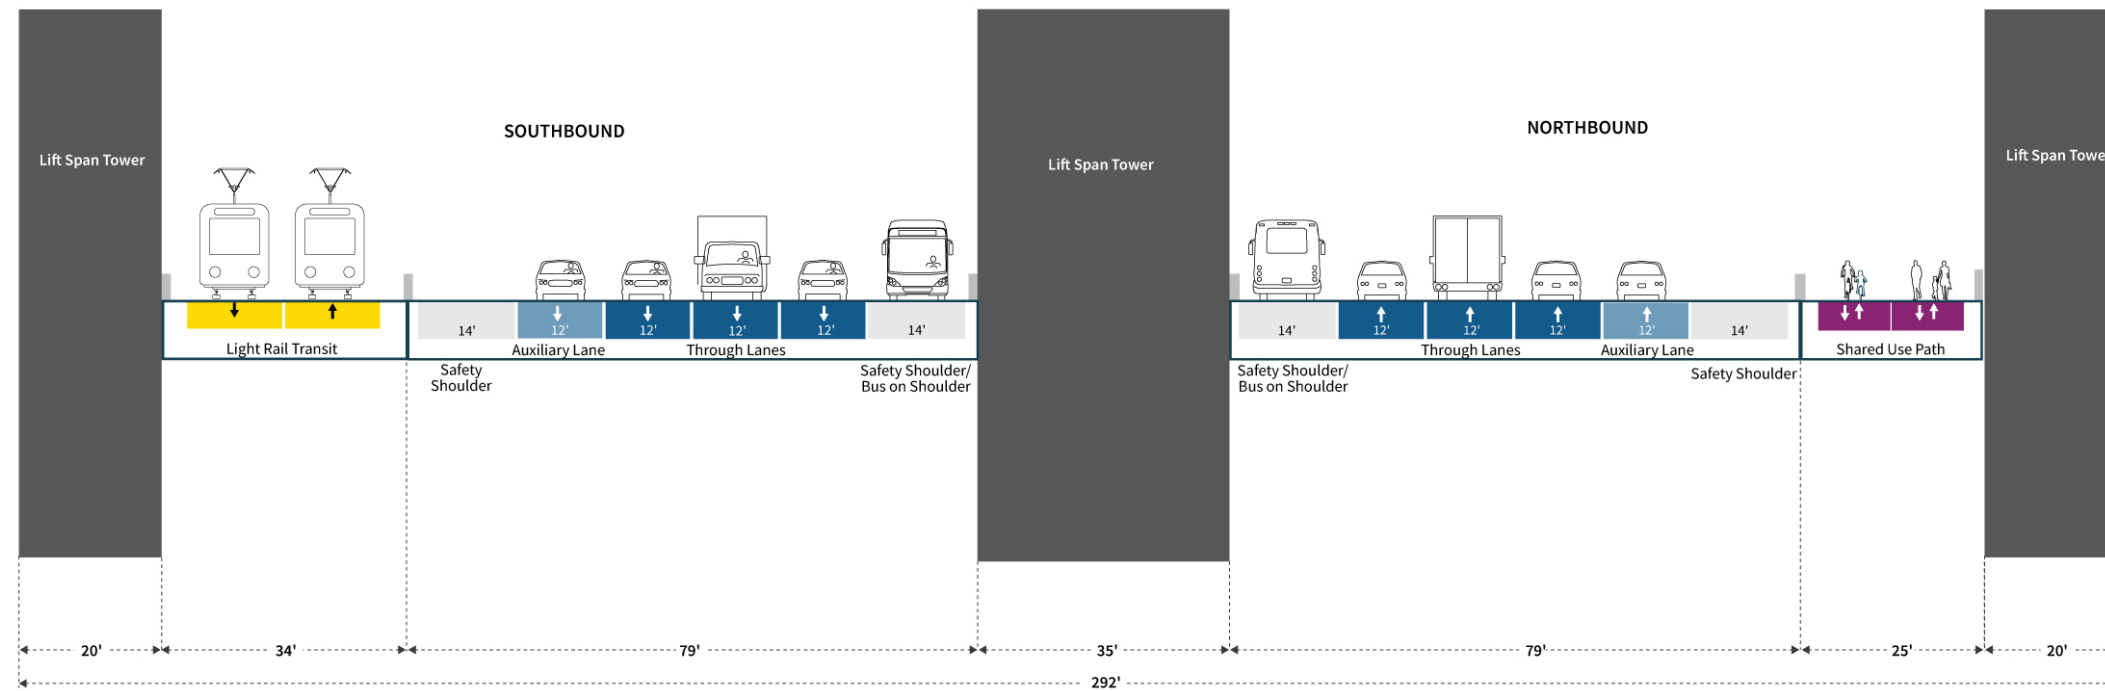 SOUTHBOUND
NORTHBOUND
Lift Span Tower
Lift Span Tower
Lift Span Towe
14'
12'
12'
12'
12'
14'
14'
12'
12'
12'
12'
14'
Light Rail Transit
Auxiliary Lane
Through Lanes
Through Lanes
Auxiliary Lane
Shared Use Path
Safety
Shoulder
Safety Shoulder/
Bus on Shoulder
Safety Shoulder/
Bus on Shoulder
Safety Shoulder
20'
34'
79'
35'
79'
25'
20'
292'